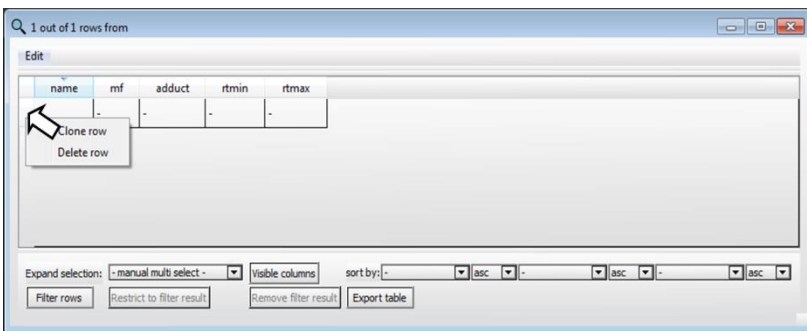 1 out of 1 rows from
Edit
name mf adduct rtmin rtmax
- - - -
Clone row
Delete row
Expand selection: - manual multi select - Visible columns sort by: - asc - asc - asc
Filter rows Restrict to filter result Remove filter result Export table